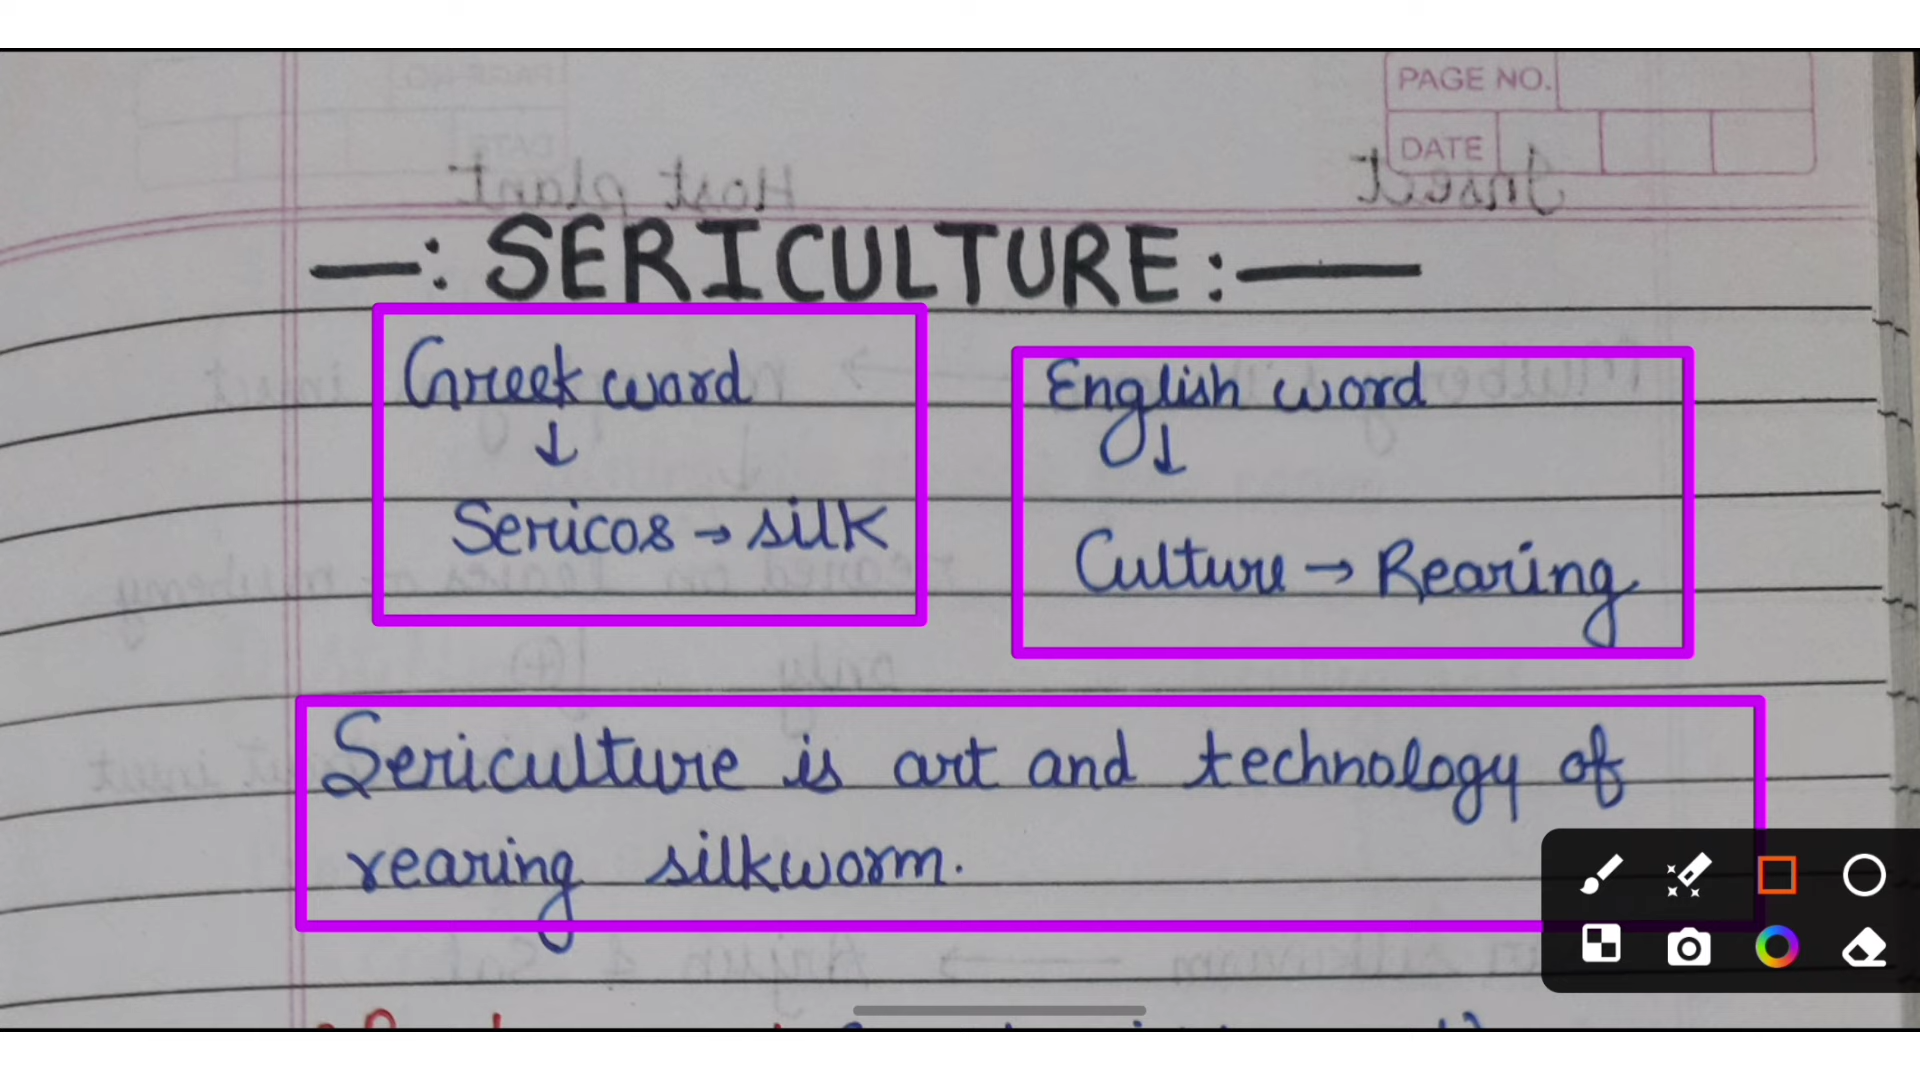 PAGE NO.
DATE
—: SERICULTURE :—
Greek word
↓
Sericos → silk
English word
↓
Culture → Rearing
Sericulture is art and technology of
rearing silkworm.